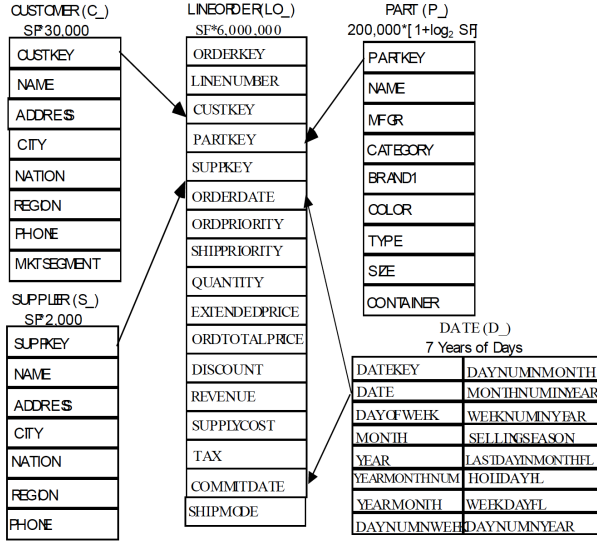 CUSTOMER (C_)
SF*30,000
CUSTKEY
NAME
ADDRESS
CITY
NATION
REGION
PHONE
MKTSEGMENT
SUPPLIER (S_)
SF*2,000
SUPPKEY
NAME
ADDRESS
CITY
NATION
REGION
PHONE
LINEORDER(LO_)
SF*6,000,000
ORDERKEY
LINENUMBER
CUSTKEY
PARTKEY
SUPPKEY
ORDERDATE
ORDPRIORITY
SHIPPRIORITY
QUANTITY
EXTENDEDPRICE
ORDTOTALPRICE
DISCOUNT
REVENUE
SUPPLYCOST
TAX
COMMITDATE
SHIPMODE
PART (P_)
200,000*[1+log₂ SF]
PARTKEY
NAME
MFGR
CATEGORY
BRAND1
COLOR
TYPE
SIZE
CONTAINER
DATE (D_)
7 Years of Days
DATEKEY DAYNUMINMONTH
DATE MONTHNUMINYEAR
DAYOFWEEK WEEKNUMINYEAR
MONTH SELLINGSEASON
YEAR LASTDAYINMONTHFL
YEARMONTHNUM HOLIDAYFL
YEARMONTH WEEKDAYFL
DAYNUMINWEEK DAYNUMINYEAR